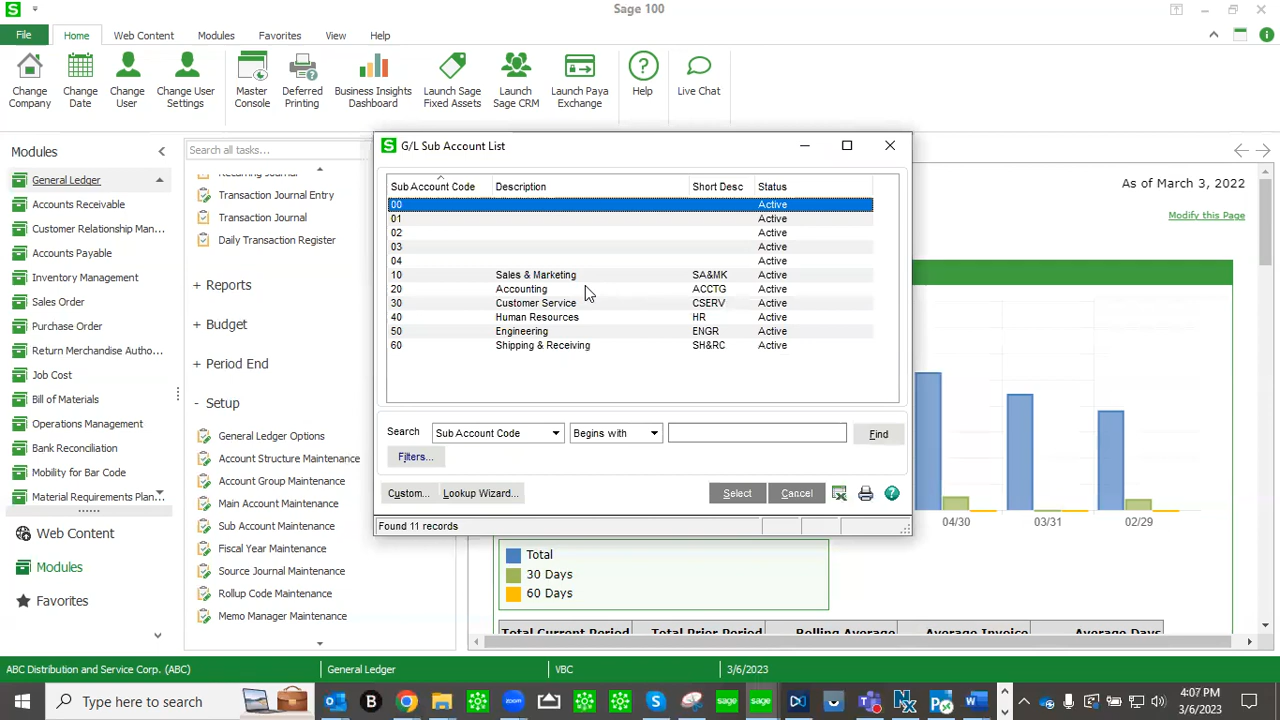 Sage 100
File Home Web Content Modules Favorites View Help
Change Company
Change Date
Change User
Change User Settings
Master Console
Deferred Printing
Business Insights Dashboard
Launch Sage Fixed Assets
Launch Sage CRM
Launch Paya Exchange
Help
Live Chat
Modules
General Ledger
Accounts Receivable
Customer Relationship Man...
Accounts Payable
Inventory Management
Sales Order
Purchase Order
Return Merchandise Autho...
Job Cost
Bill of Materials
Operations Management
Bank Reconciliation
Mobility for Bar Code
Material Requirements Plan...
Web Content
Modules
Favorites
Search all tasks...
Recurring Journal
Transaction Journal Entry
Transaction Journal
Daily Transaction Register
+ Reports
+ Budget
+ Period End
- Setup
General Ledger Options
Account Structure Maintenance
Account Group Maintenance
Main Account Maintenance
Sub Account Maintenance
Fiscal Year Maintenance
Source Journal Maintenance
Rollup Code Maintenance
Memo Manager Maintenance
G/L Sub Account List
Sub Account Code Description Short Desc Status
00 Active
01 Active
02 Active
03 Active
04 Active
10 Sales & Marketing SA&MK Active
20 Accounting ACCTG Active
30 Customer Service CSERV Active
40 Human Resources HR Active
50 Engineering ENGR Active
60 Shipping & Receiving SH&RC Active
Search Sub Account Code Begins with Find
Filters...
Custom... Lookup Wizard... Select Cancel
Found 11 records
As of March 3, 2022
Modify this Page
04/30 03/31 02/29
Total
30 Days
60 Days
Total Current Period Total Prior Period Rolling Average Average Invoice Average Days
ABC Distribution and Service Corp. (ABC) General Ledger VBC 3/6/2023
Type here to search
4:07 PM
3/6/2023